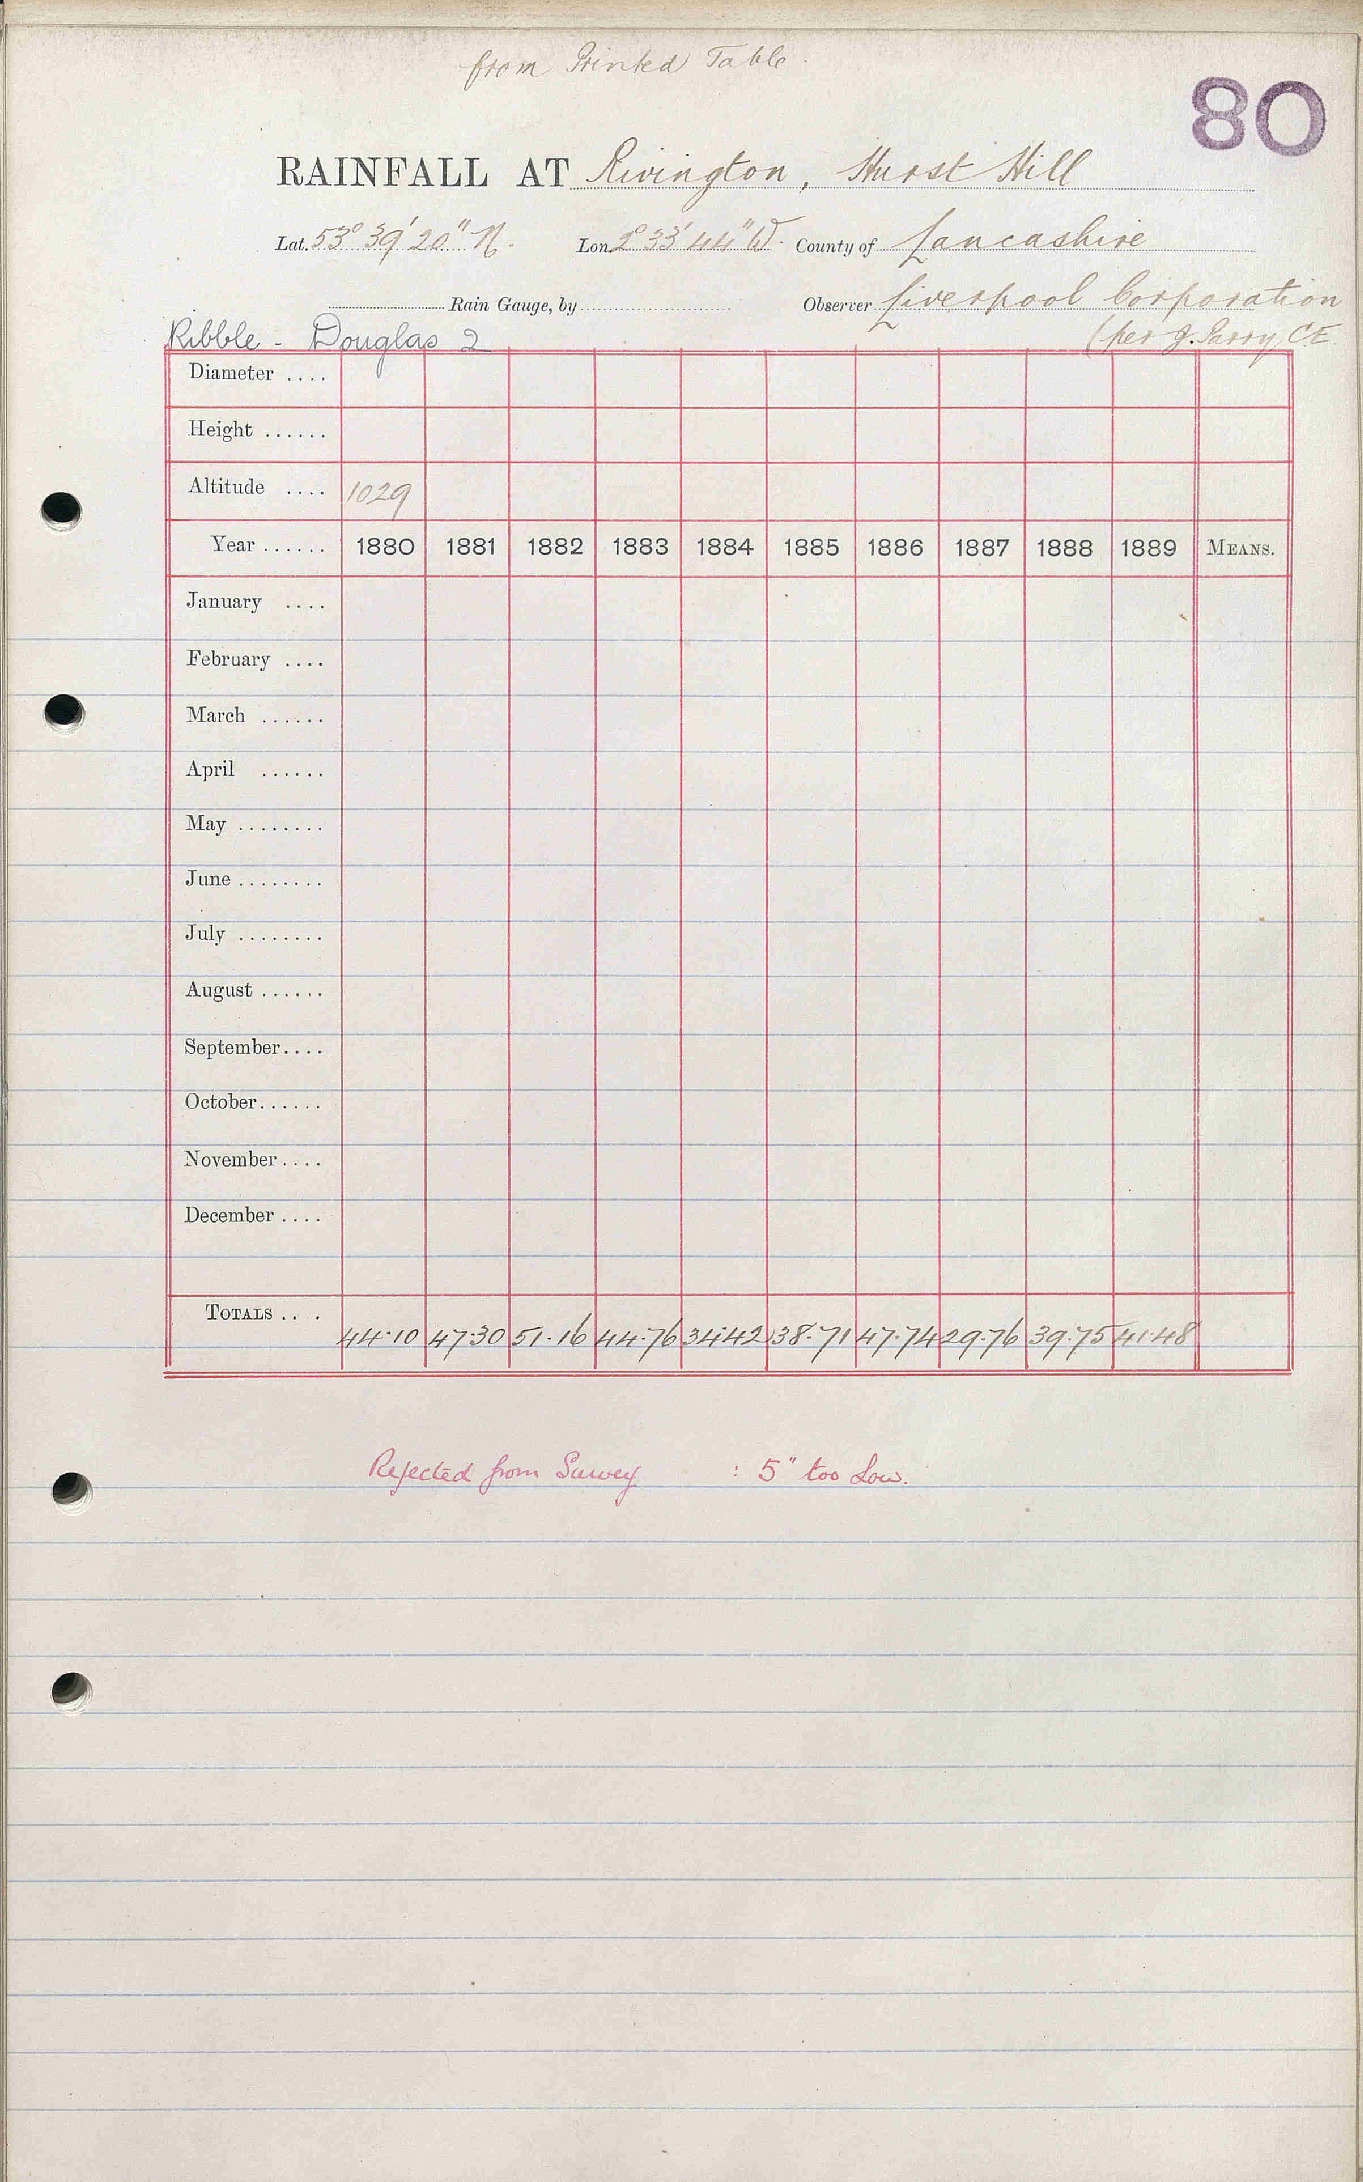 from Printed Table
80
RAINFALL AT Rivington, Hurst Hill
Lat. 53° 39' 20" N. Lon. 2° 33' 44" W. County of Lancashire
Rain Gauge, by Observer Liverpool Corporation
Ribble - Douglas 2 (per J. Parry, C.E.
Diameter ....
Height ......
Altitude .... 1029
Year ...... 1880 1881 1882 1883 1884 1885 1886 1887 1888 1889 MEANS.
January ....
February ....
March ......
April ......
May ........
June ........
July ........
August ......
September ....
October ......
November ....
December ....
TOTALS .. . 44.10 47.30 51.16 44.76 34.42 38.71 47.74 29.76 39.75 41.48
Rejected from Survey : 5" too Low.